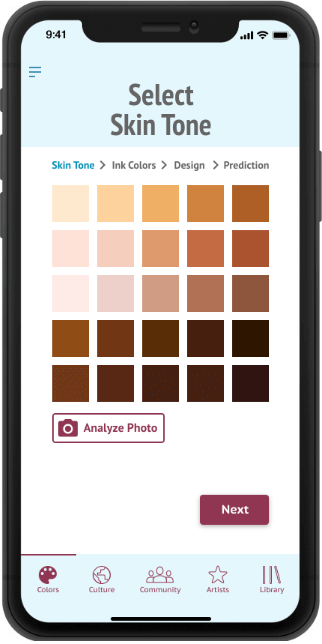 9:41
Select
Skin Tone
Skin Tone > Ink Colors > Design > Prediction
Analyze Photo
Next
Colors Culture Community Artists Library